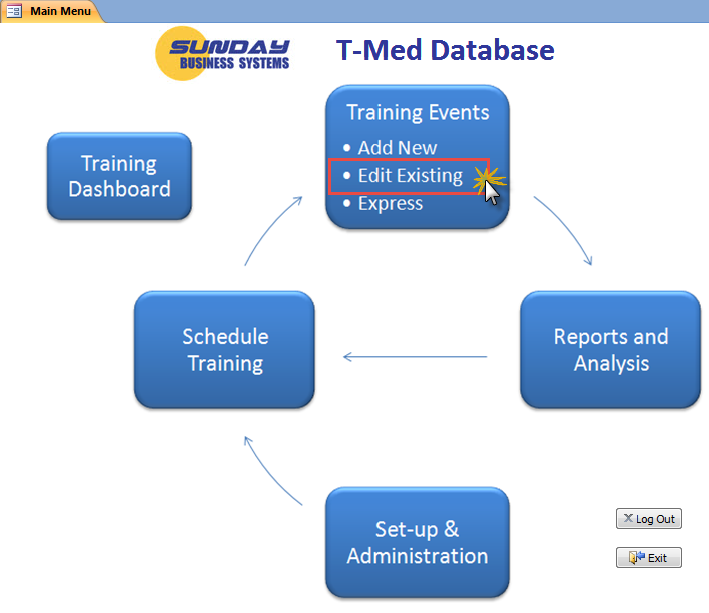 Main Menu
SUNDAY
BUSINESS SYSTEMS
T-Med Database
Training Events
• Add New
• Edit Existing
• Express
Training
Dashboard
Schedule
Training
Reports and
Analysis
Set-up &
Administration
Log Out
Exit